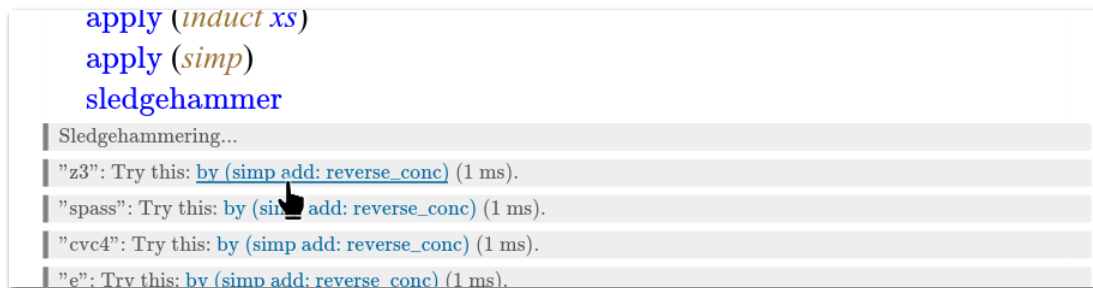 apply (induct xs)
apply (simp)
sledgehammer
Sledgehammering...
”z3”: Try this: by (simp add: reverse_conc) (1 ms).
”spass”: Try this: by (simp add: reverse_conc) (1 ms).
”cvc4”: Try this: by (simp add: reverse_conc) (1 ms).
”e”: Try this: by (simp add: reverse_conc) (1 ms).